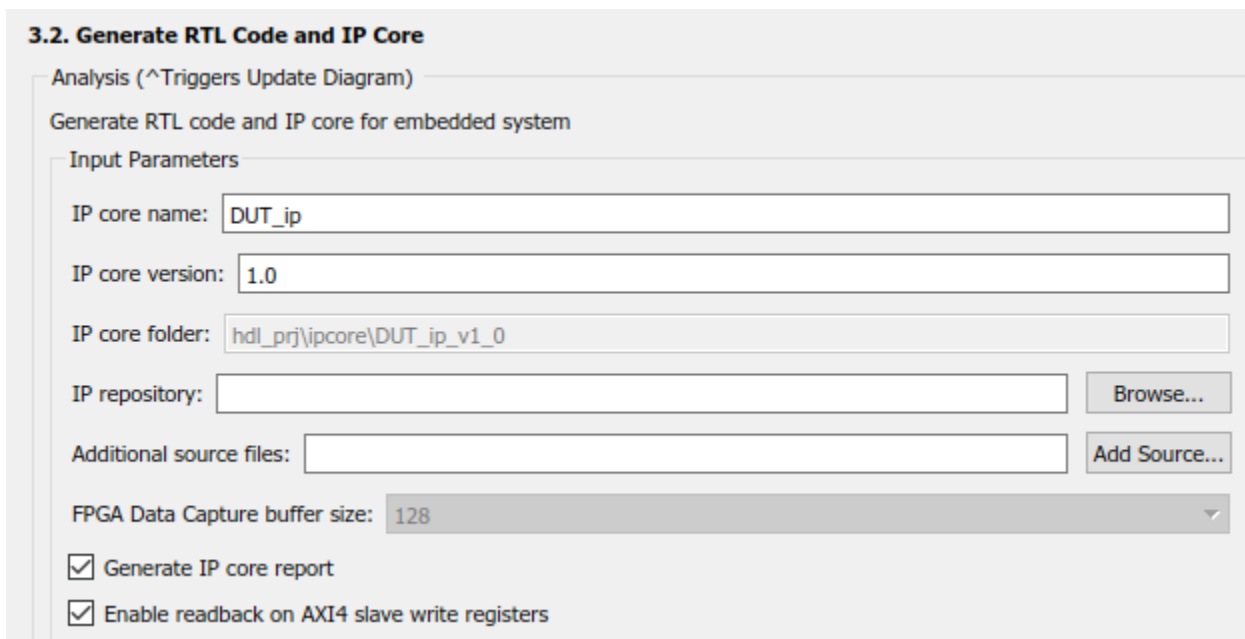 3.2. Generate RTL Code and IP Core
Analysis (^Triggers Update Diagram)
Generate RTL code and IP core for embedded system
Input Parameters
IP core name: DUT_ip
IP core version: 1.0
IP core folder: hdl_prj\ipcore\DUT_ip_v1_0
IP repository: Browse...
Additional source files: Add Source...
FPGA Data Capture buffer size: 128
Generate IP core report
Enable readback on AXI4 slave write registers